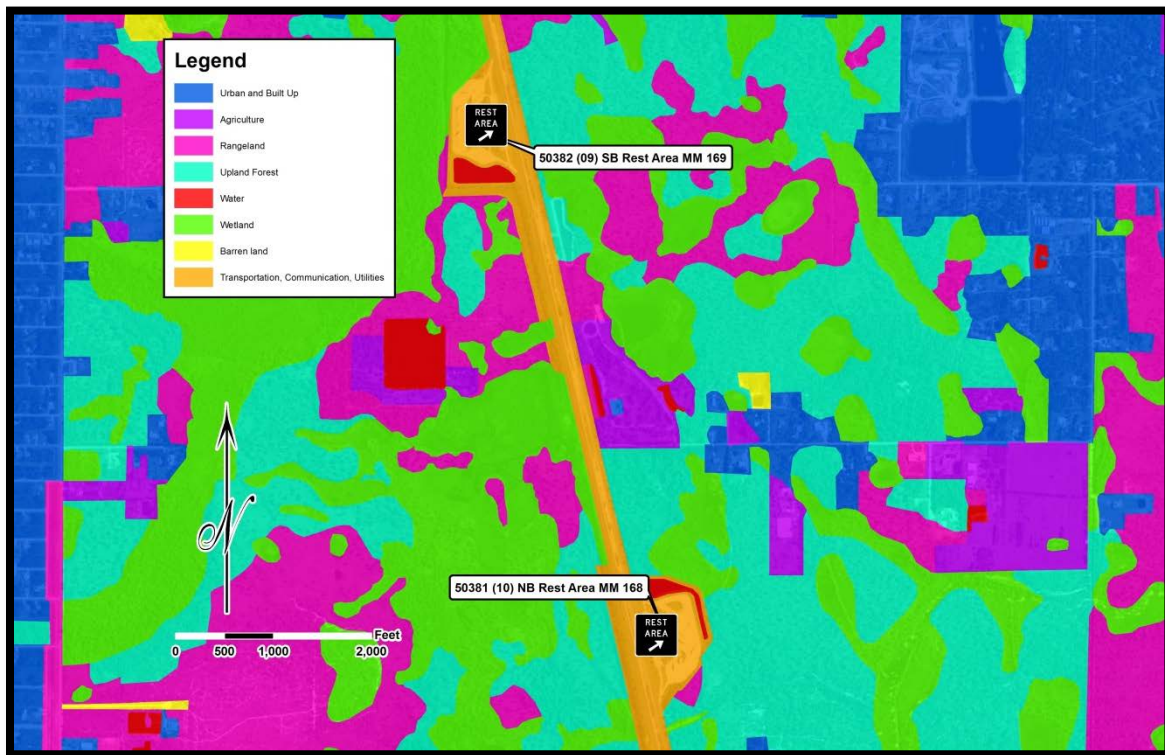 Legend
Urban and Built Up
Agriculture
Rangeland
Upland Forest
Water
Wetland
Barren land
Transportation, Communication, Utilities
REST
AREA
50382 (09) SB Rest Area MM 169
N
50381 (10) NB Rest Area MM 168
REST
AREA
Feet
0 500 1,000 2,000